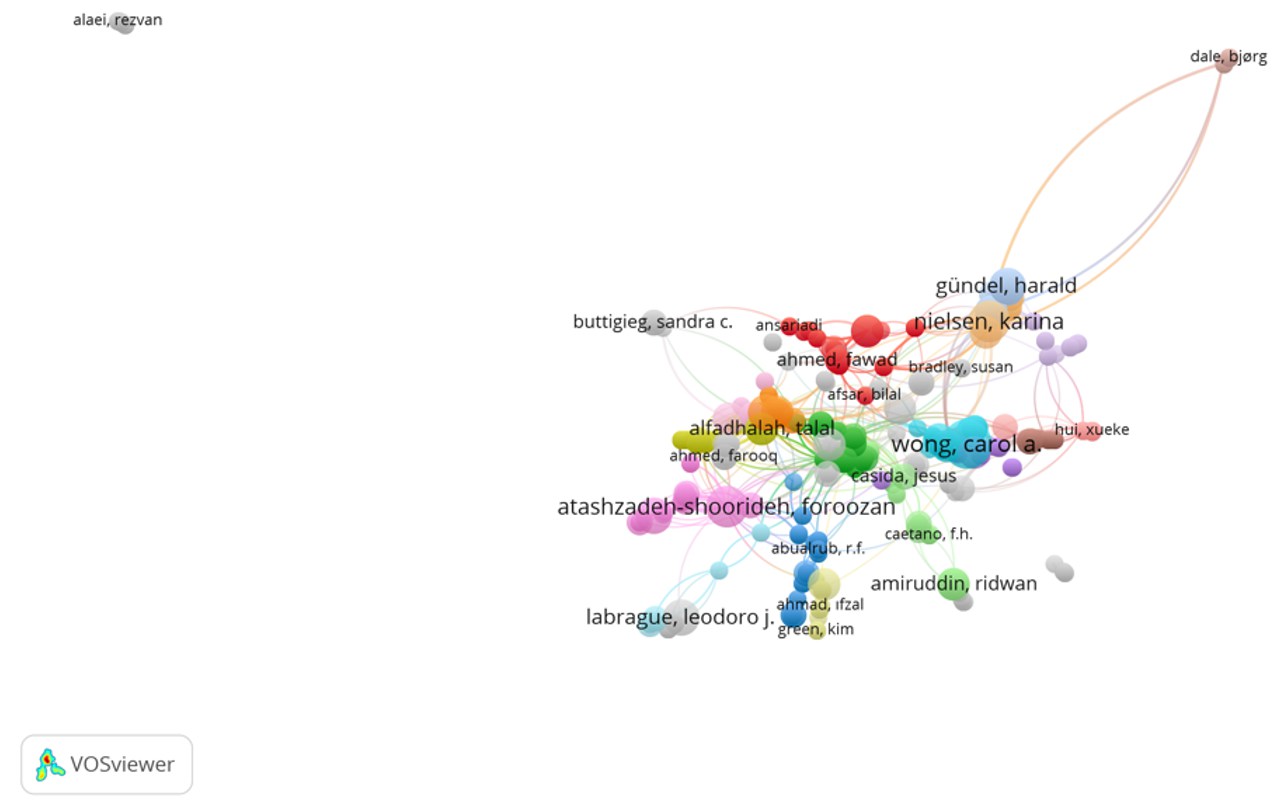 alaei, rezvan
dale, bjørg
gündel, harald
buttigieg, sandra c.
ansariadi
nielsen, karina
ahmed, fawad
bradley, susan
afsar, bilal
alfadhalah, talal
hui, xueke
wong, carol a.
ahmed, farooq
casida, jesus
atashzadeh-shoorideh, foroozan
caetano, f.h.
abualrub, r.f.
amiruddin, ridwan
ahmad, ifzal
labrague, leodoro j.
green, kim
VOSviewer